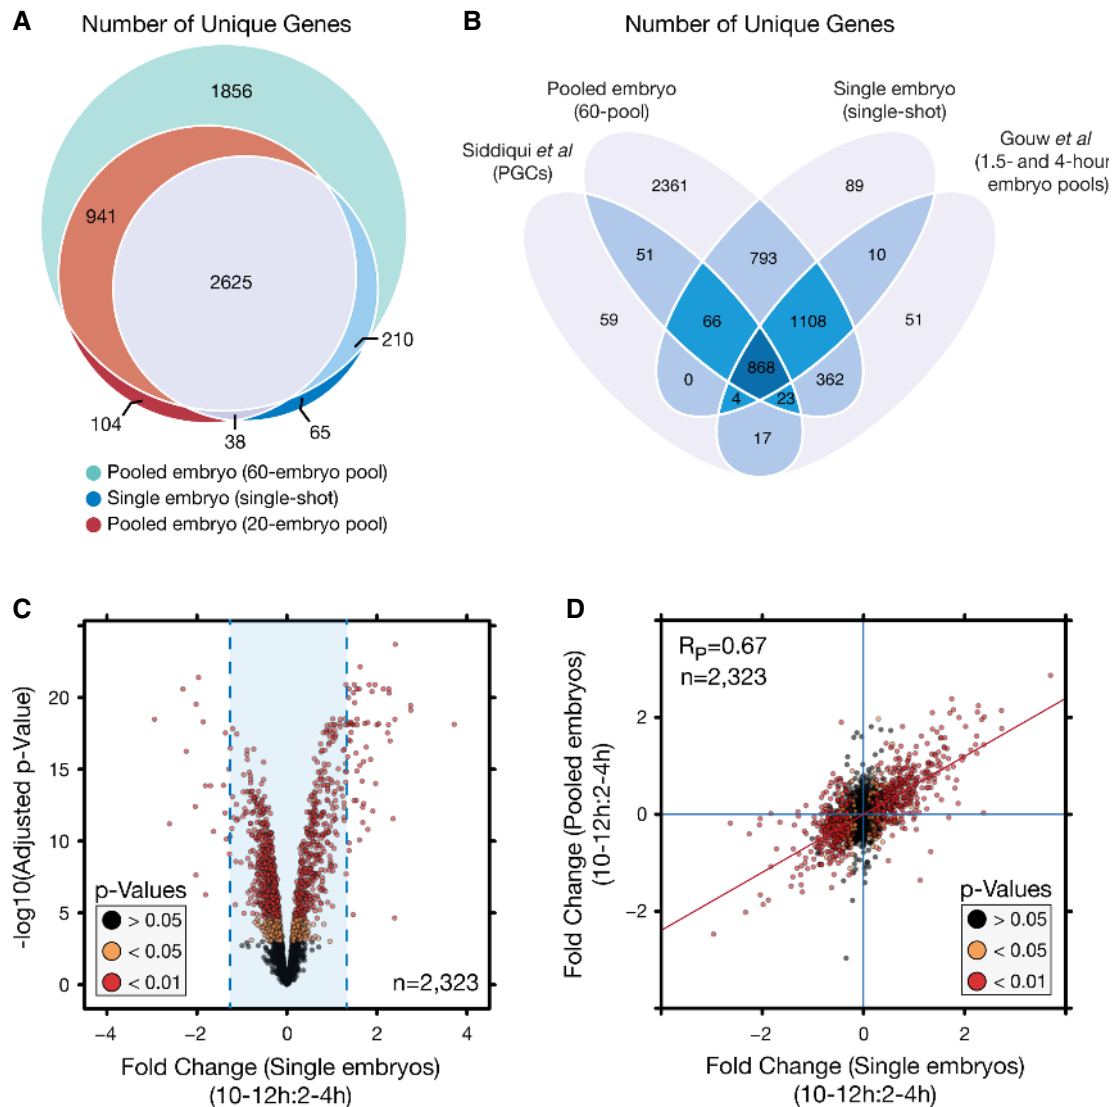 A
Number of Unique Genes
1856
941
2625
210
104
38
65
Pooled embryo (60-embryo pool)
Single embryo (single-shot)
Pooled embryo (20-embryo pool)
B
Number of Unique Genes
Pooled embryo
(60-pool)
Single embryo
(single-shot)
Siddiqui et al
(PGCs)
Gouw et al
(1.5- and 4-hour
embryo pools)
2361
89
51
793
10
59
66
1108
51
0
868
362
4
23
17
C
-log10(Adjusted p-Value)
20
15
10
5
0
p-Values
> 0.05
< 0.05
< 0.01
n=2,323
−4
−2
0
2
4
Fold Change (Single embryos)
(10-12h:2-4h)
D
Fold Change (Pooled embryos)
(10-12h:2-4h)
RP=0.67
n=2,323
2
0
−2
p-Values
> 0.05
< 0.05
< 0.01
−2
0
2
Fold Change (Single embryos)
(10-12h:2-4h)